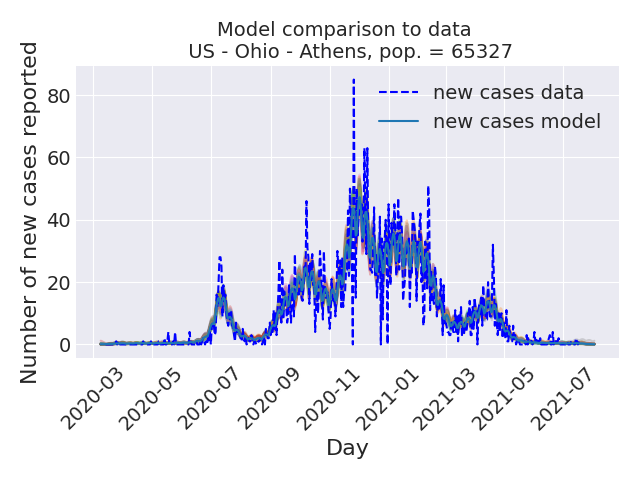 Model comparison to data
US - Ohio - Athens, pop. = 65327
Number of new cases reported
80
60
40
20
0
new cases data
new cases model
2020-03
2020-05
2020-07
2020-09
2020-11
2021-01
2021-03
2021-05
2021-07
Day